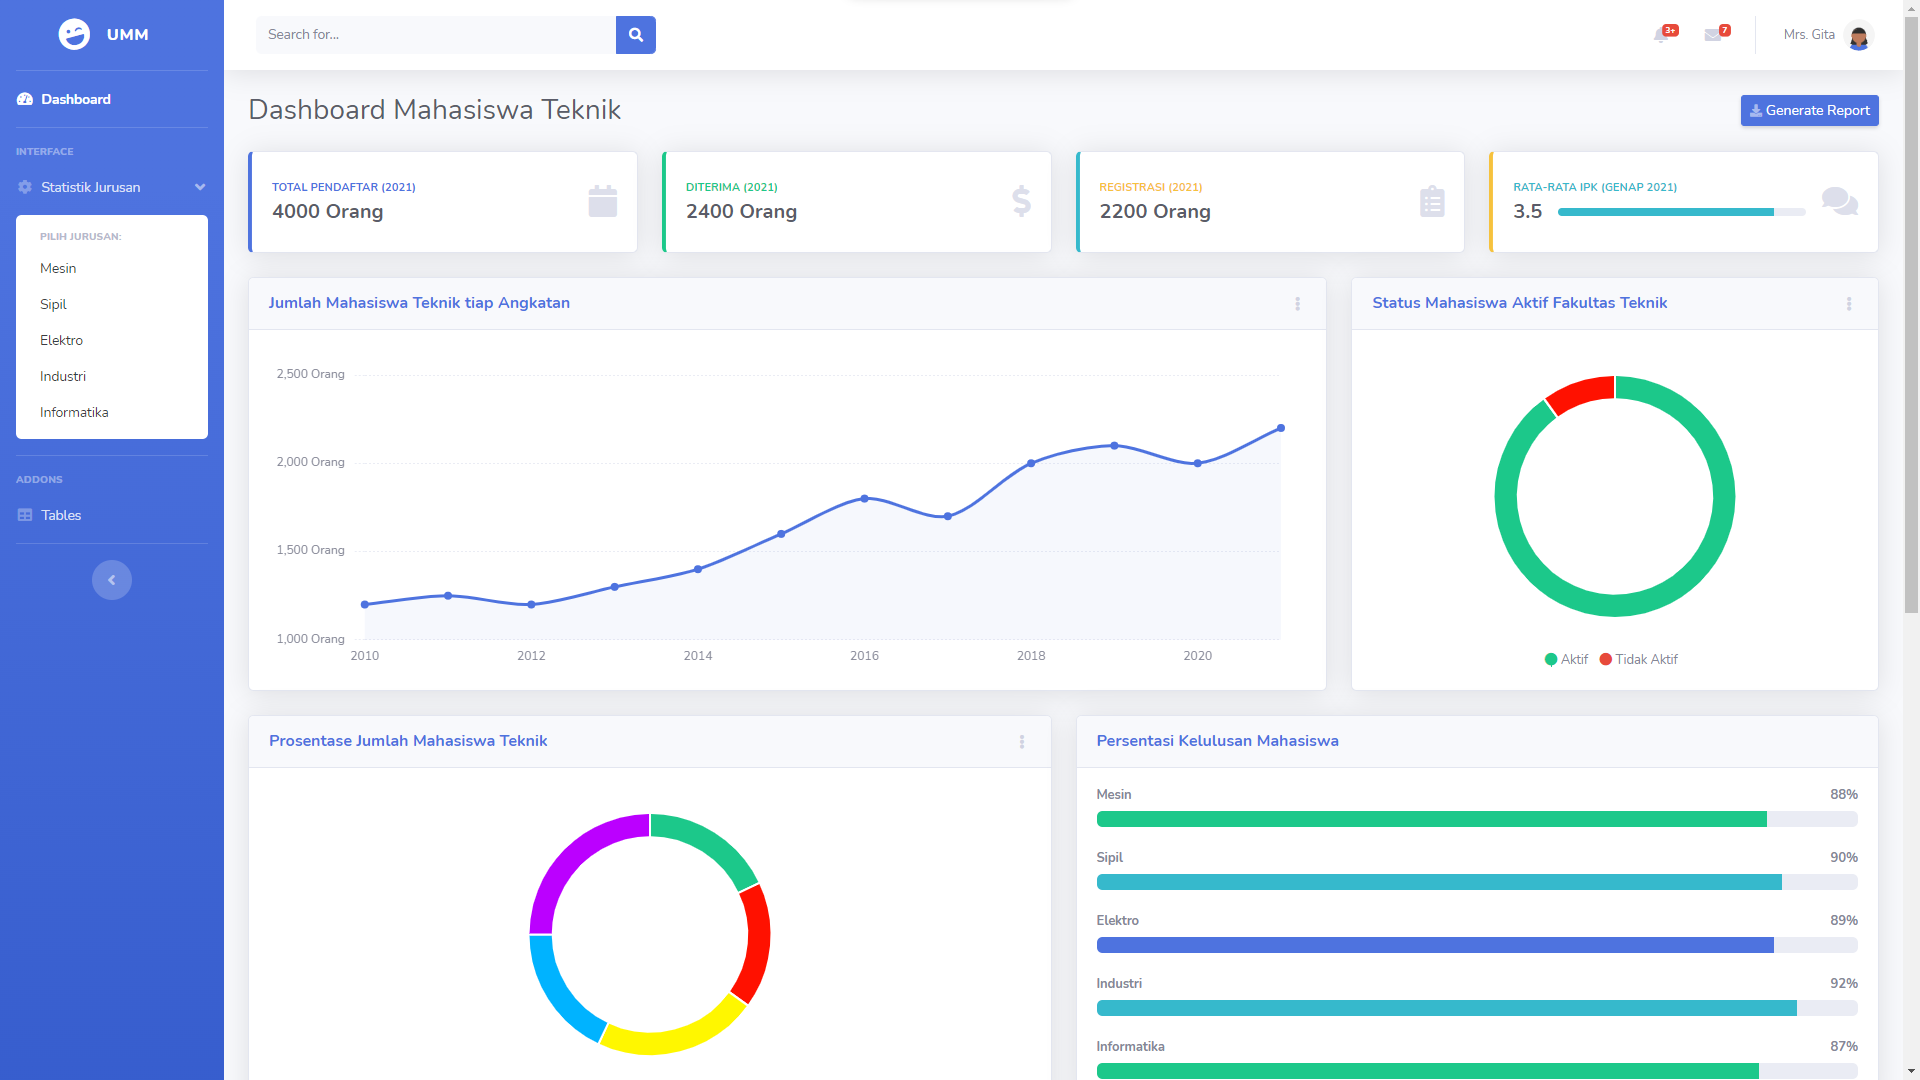 UMM
Search for...
3+
7
Mrs. Gita
Dashboard
INTERFACE
Statistik Jurusan
PILIH JURUSAN:
Mesin
Sipil
Elektro
Industri
Informatika
ADDONS
Tables
Dashboard Mahasiswa Teknik
Generate Report
TOTAL PENDAFTAR (2021)
4000 Orang
DITERIMA (2021)
2400 Orang
REGISTRASI (2021)
2200 Orang
RATA-RATA IPK (GENAP 2021)
3.5
Jumlah Mahasiswa Teknik tiap Angkatan
2,500 Orang
2,000 Orang
1,500 Orang
1,000 Orang
2010 2012 2014 2016 2018 2020
Status Mahasiswa Aktif Fakultas Teknik
Aktif Tidak Aktif
Prosentase Jumlah Mahasiswa Teknik
Persentasi Kelulusan Mahasiswa
Mesin 88%
Sipil 90%
Elektro 89%
Industri 92%
Informatika 87%